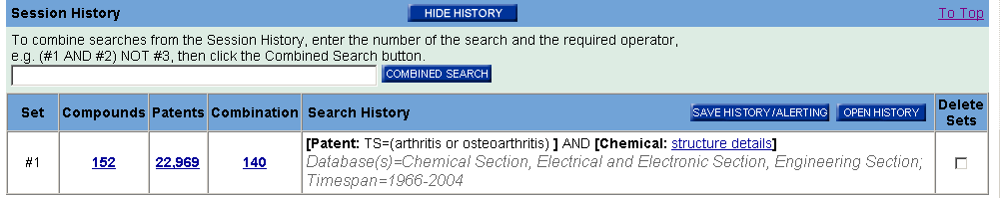 Session History HIDE HISTORY To Top
To combine searches from the Session History, enter the number of the search and the required operator,
e.g. (#1 AND #2) NOT #3, then click the Combined Search button.
COMBINED SEARCH
Set Compounds Patents Combination Search History SAVE HISTORY/ALERTING OPEN HISTORY Delete
Sets
[Patent: TS=(arthritis or osteoarthritis) ] AND [Chemical: structure details]
#1 152 22,969 140 Database(s)=Chemical Section, Electrical and Electronic Section, Engineering Section;
Timespan=1966-2004